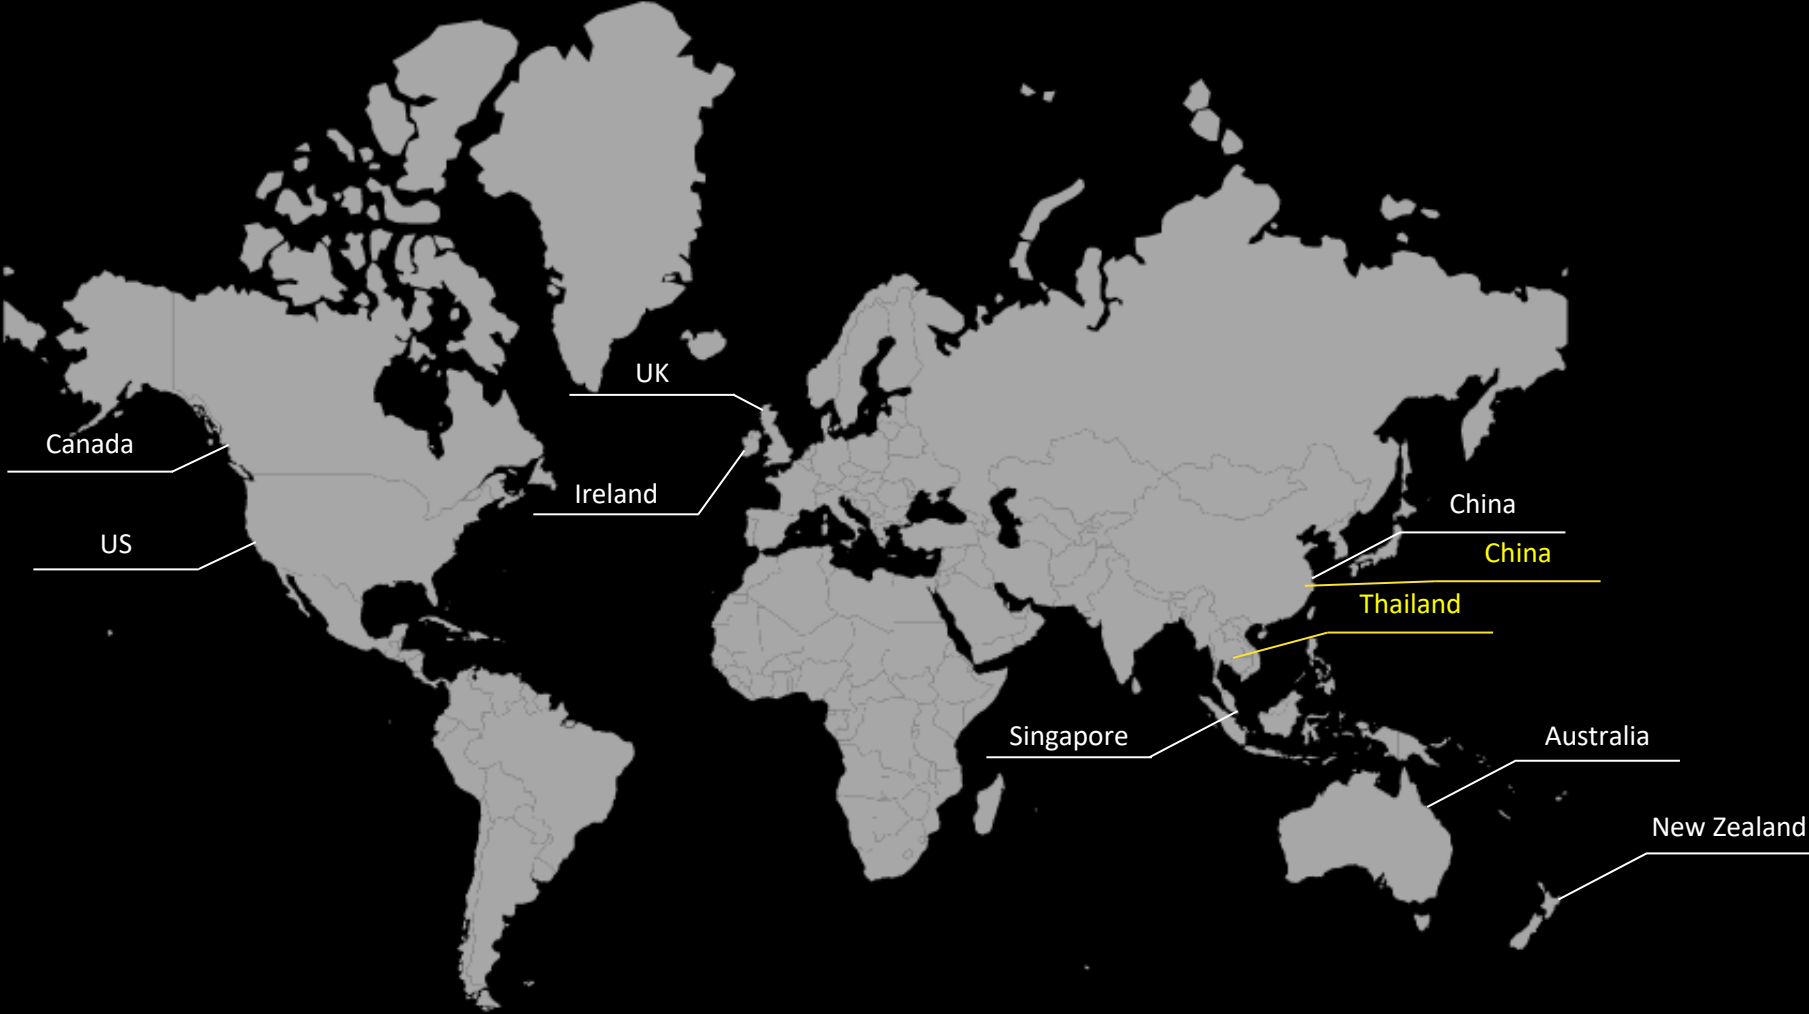 UK
Canada
Ireland
China
US
China
Thailand
Singapore
Australia
New Zealand